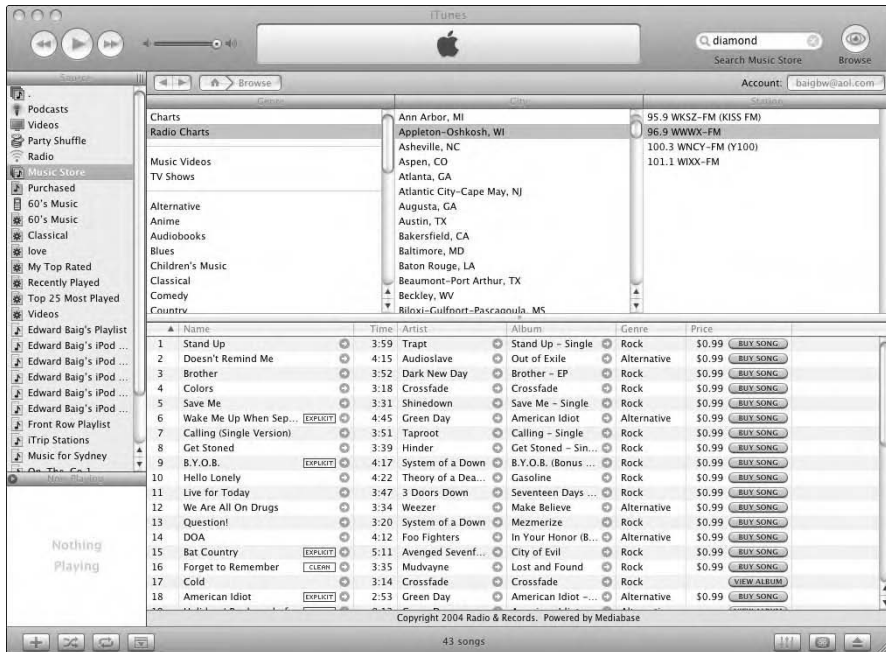 iTunes
diamond
Search Music Store
Browse
Source
Browse
Account: baigbw@aol.com
Podcasts
Videos
Party Shuffle
Radio
Music Store
Purchased
60's Music
60's Music
Classical
love
My Top Rated
Recently Played
Top 25 Most Played
Videos
Edward Baig's Playlist
Edward Baig's iPod ...
Edward Baig's iPod ...
Edward Baig's iPod ...
Edward Baig's iPod ...
Edward Baig's iPod ...
Front Row Playlist
iTrip Stations
Music for Sydney
On-The-Go 1
Now Playing
Nothing
Playing
Genre
Charts
Radio Charts
Music Videos
TV Shows
Alternative
Anime
Audiobooks
Blues
Children's Music
Classical
Comedy
Country
City
Ann Arbor, MI
Appleton-Oshkosh, WI
Asheville, NC
Aspen, CO
Atlanta, GA
Atlantic City-Cape May, NJ
Augusta, GA
Austin, TX
Bakersfield, CA
Baltimore, MD
Baton Rouge, LA
Beaumont-Port Arthur, TX
Beckley, WV
Biloxi-Gulfport-Pascagoula, MS
Station
95.9 WKSZ-FM (KISS FM)
96.9 WWWX-FM
100.3 WNCY-FM (Y100)
101.1 WIXX-FM
Name Time Artist Album Genre Price
1 Stand Up 3:59 Trapt Stand Up - Single Rock $0.99 BUY SONG
2 Doesn't Remind Me 4:15 Audioslave Out of Exile Alternative $0.99 BUY SONG
3 Brother 3:52 Dark New Day Brother - EP Rock $0.99 BUY SONG
4 Colors 3:18 Crossfade Crossfade Rock $0.99 BUY SONG
5 Save Me 3:31 Shinedown Save Me - Single Rock $0.99 BUY SONG
6 Wake Me Up When Sep... EXPLICIT 4:45 Green Day American Idiot Alternative $0.99 BUY SONG
7 Calling (Single Version) 3:51 Taproot Calling - Single Rock $0.99 BUY SONG
8 Get Stoned 3:39 Hinder Get Stoned - Sin... Rock $0.99 BUY SONG
9 B.Y.O.B. EXPLICIT 4:17 System of a Down B.Y.O.B. (Bonus ... Rock $0.99 BUY SONG
10 Hello Lonely 4:22 Theory of a Dea... Gasoline Rock $0.99 BUY SONG
11 Live for Today 3:47 3 Doors Down Seventeen Days ... Rock $0.99 BUY SONG
12 We Are All On Drugs 3:34 Weezer Make Believe Alternative $0.99 BUY SONG
13 Question! 3:20 System of a Down Mezmerize Rock $0.99 BUY SONG
14 DOA 4:12 Foo Fighters In Your Honor (B... Alternative $0.99 BUY SONG
15 Bat Country EXPLICIT 5:11 Avenged Sevenf... City of Evil Rock $0.99 BUY SONG
16 Forget to Remember CLEAN 3:35 Mudvayne Lost and Found Rock $0.99 BUY SONG
17 Cold 3:14 Crossfade Crossfade Rock VIEW ALBUM
18 American Idiot EXPLICIT 2:53 Green Day American Idiot -... Alternative $0.99 BUY SONG
Copyright 2004 Radio & Records. Powered by Mediabase
43 songs